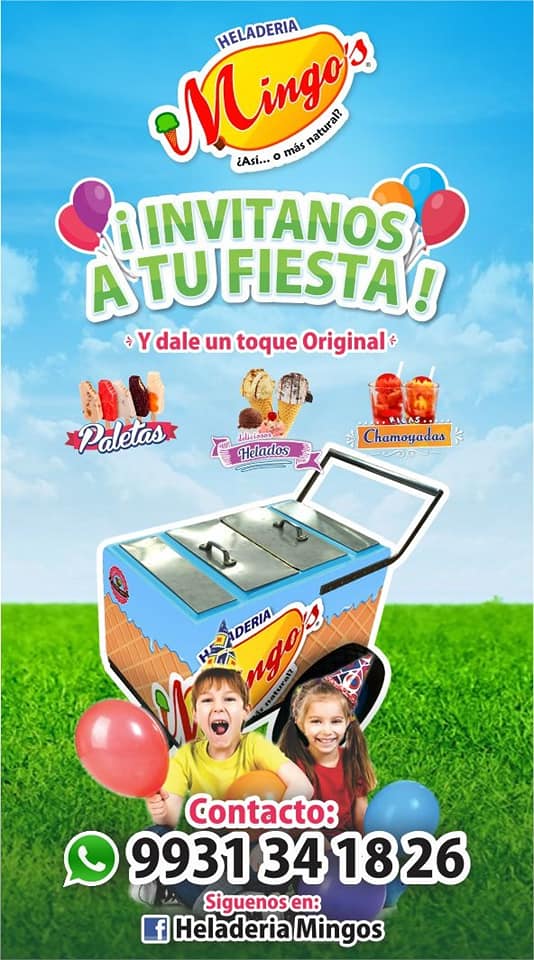 HELADERIA
Mingo's
¿Así... o más natural?
¡INVITANOS
A TU FIESTA!
Y dale un toque Original
Paletas
deliciosos
Helados
RICAS
Chamoyadas
HELADERIA
Mingo's
Contacto:
9931 34 18 26
Siguenos en:
f Heladeria Mingos